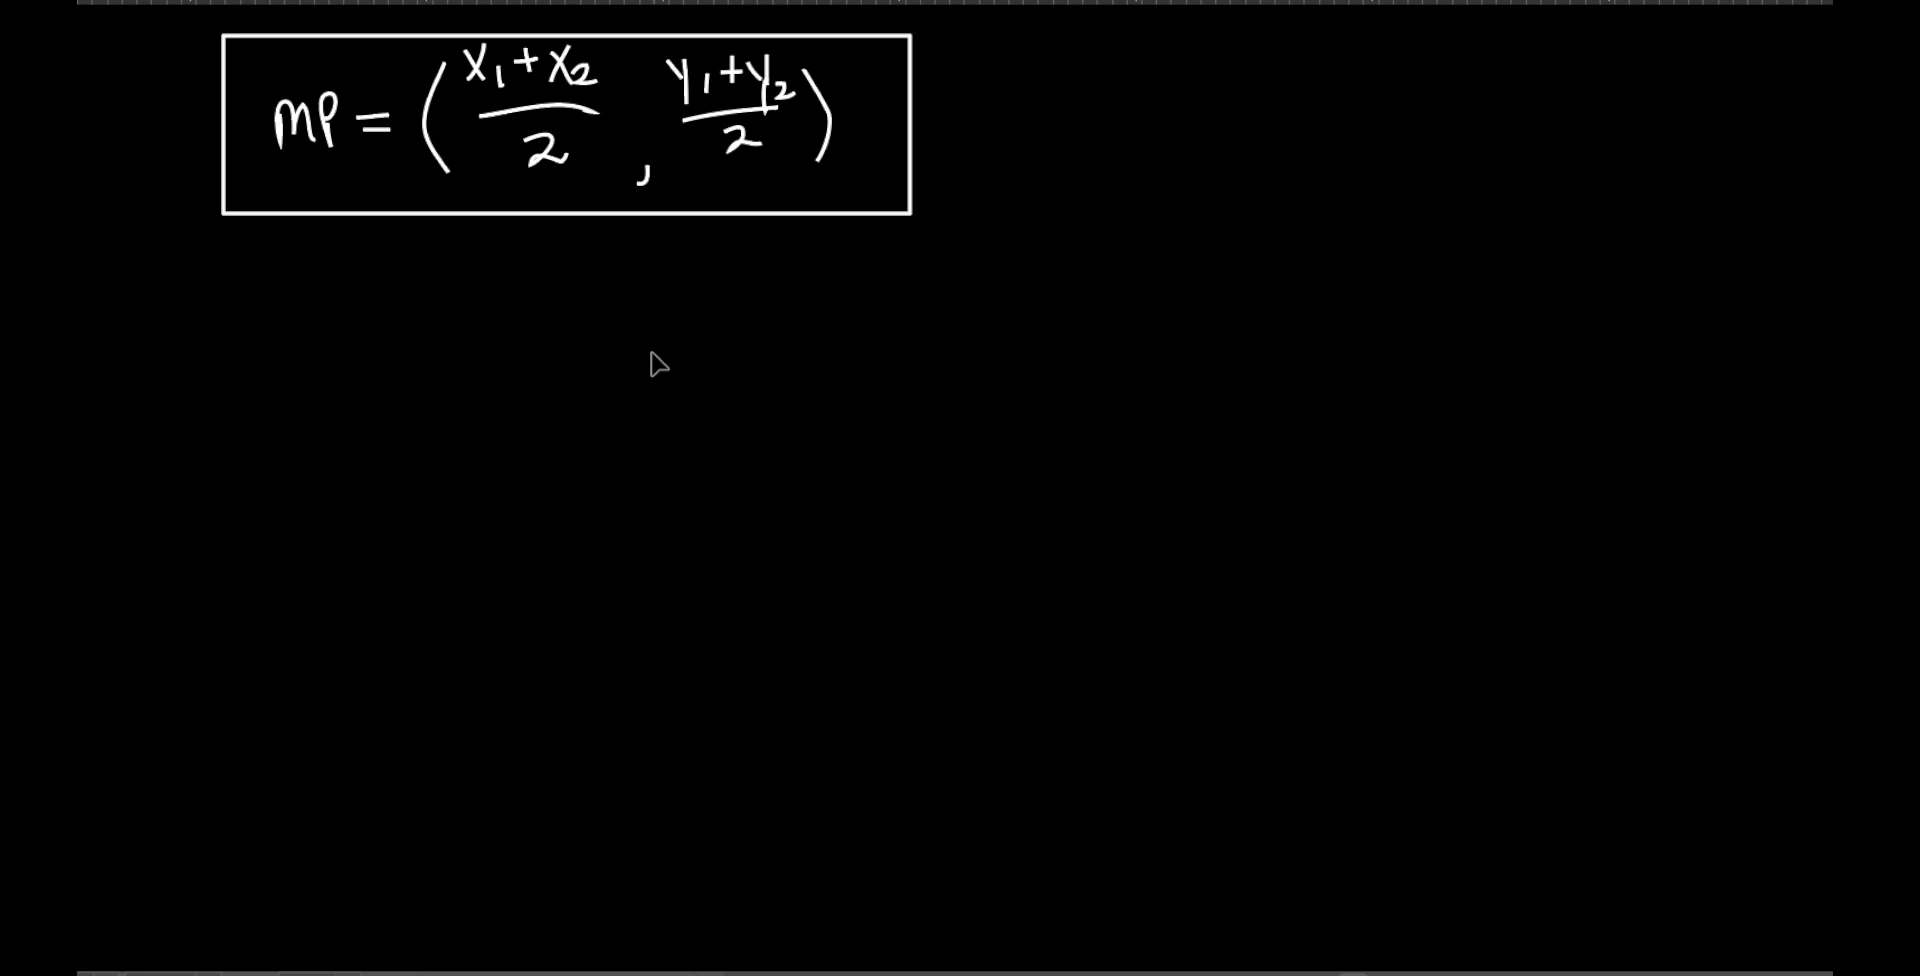 MP = (x₁+x₂/2 , y₁+y₂/2)